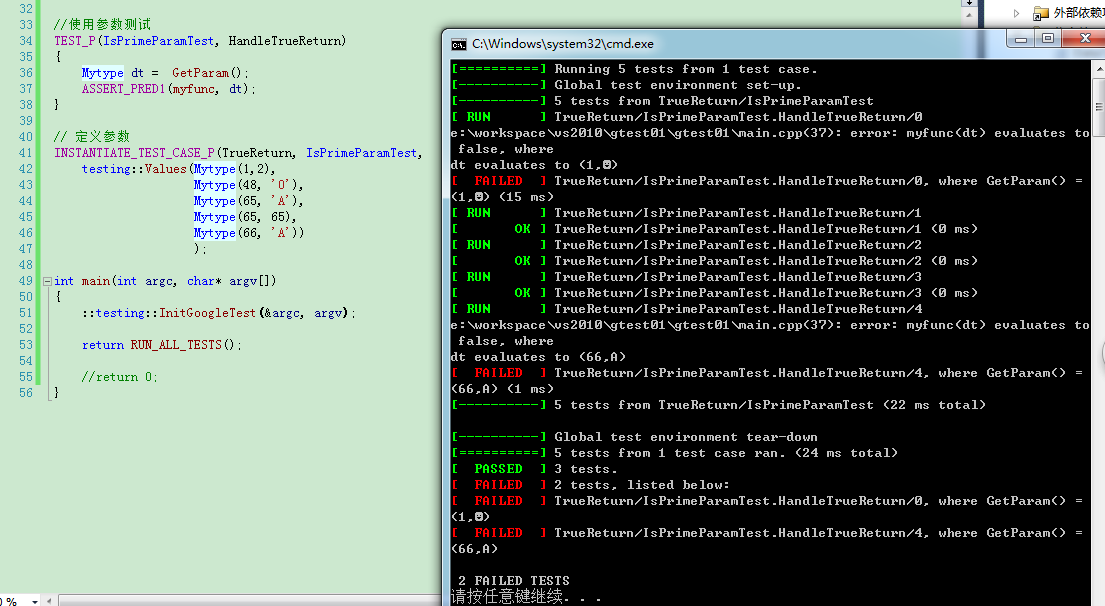 32
33 //使用参数测试
34 TEST_P(IsPrimeParamTest, HandleTrueReturn)
35 {
36 Mytype dt =  GetParam();
37 ASSERT_PRED1(myfunc, dt);
38 }
39
40 // 定义参数
41 INSTANTIATE_TEST_CASE_P(TrueReturn, IsPrimeParamTest,
42 testing::Values(Mytype(1,2),
43 Mytype(48, '0'),
44 Mytype(65, 'A'),
45 Mytype(65, 65),
46 Mytype(66, 'A'))
47 );
48
49 int main(int argc, char* argv[])
50 {
51 ::testing::InitGoogleTest(&argc, argv);
52
53 return RUN_ALL_TESTS();
54
55 //return 0;
56 }
0 %
外部依赖项
C:\Windows\system32\cmd.exe
[==========] Running 5 tests from 1 test case.
[----------] Global test environment set-up.
[----------] 5 tests from TrueReturn/IsPrimeParamTest
[ RUN      ] TrueReturn/IsPrimeParamTest.HandleTrueReturn/0
e:\workspace\vs2010\gtest01\gtest01\main.cpp(37): error: myfunc(dt) evaluates to
false, where
dt evaluates to (1,☻)
[  FAILED  ] TrueReturn/IsPrimeParamTest.HandleTrueReturn/0, where GetParam() =
(1,☻) (15 ms)
[ RUN      ] TrueReturn/IsPrimeParamTest.HandleTrueReturn/1
[       OK ] TrueReturn/IsPrimeParamTest.HandleTrueReturn/1 (0 ms)
[ RUN      ] TrueReturn/IsPrimeParamTest.HandleTrueReturn/2
[       OK ] TrueReturn/IsPrimeParamTest.HandleTrueReturn/2 (0 ms)
[ RUN      ] TrueReturn/IsPrimeParamTest.HandleTrueReturn/3
[       OK ] TrueReturn/IsPrimeParamTest.HandleTrueReturn/3 (0 ms)
[ RUN      ] TrueReturn/IsPrimeParamTest.HandleTrueReturn/4
e:\workspace\vs2010\gtest01\gtest01\main.cpp(37): error: myfunc(dt) evaluates to
false, where
dt evaluates to (66,A)
[  FAILED  ] TrueReturn/IsPrimeParamTest.HandleTrueReturn/4, where GetParam() =
(66,A) (1 ms)
[----------] 5 tests from TrueReturn/IsPrimeParamTest (22 ms total)
[----------] Global test environment tear-down
[==========] 5 tests from 1 test case ran. (24 ms total)
[  PASSED  ] 3 tests.
[  FAILED  ] 2 tests, listed below:
[  FAILED  ] TrueReturn/IsPrimeParamTest.HandleTrueReturn/0, where GetParam() =
(1,☻)
[  FAILED  ] TrueReturn/IsPrimeParamTest.HandleTrueReturn/4, where GetParam() =
(66,A)
2 FAILED TESTS
请按任意键继续. . .